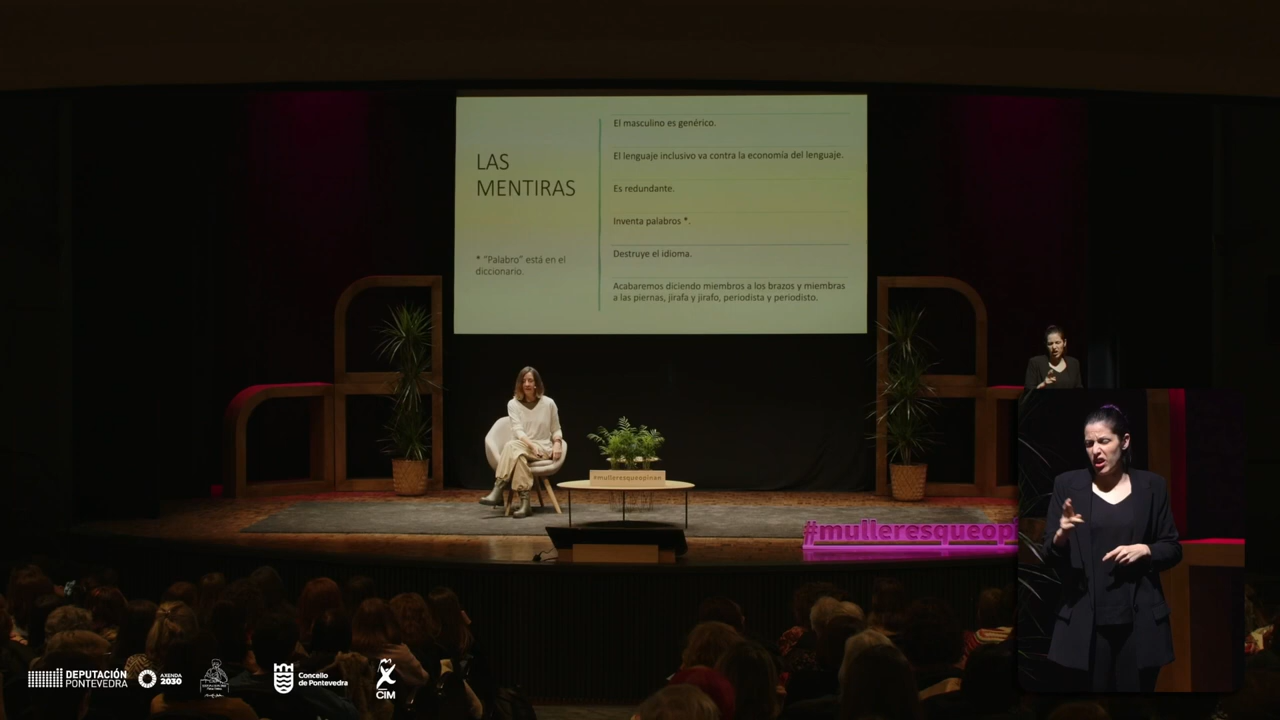 LAS
MENTIRAS
* "Palabro" está en el
diccionario.
El masculino es genérico.
El lenguaje inclusivo va contra la economía del lenguaje.
Es redundante.
Inventa palabros *.
Destruye el idioma.
Acabaremos diciendo miembros a los brazos y miembras
a las piernas, jirafa y jirafo, periodista y periodisto.
#mulleresqueopinan
#mulleresqueopi
DEPUTACIÓN
PONTEVEDRA
AXENDA
2030
Concello
de Pontevedra
CIM